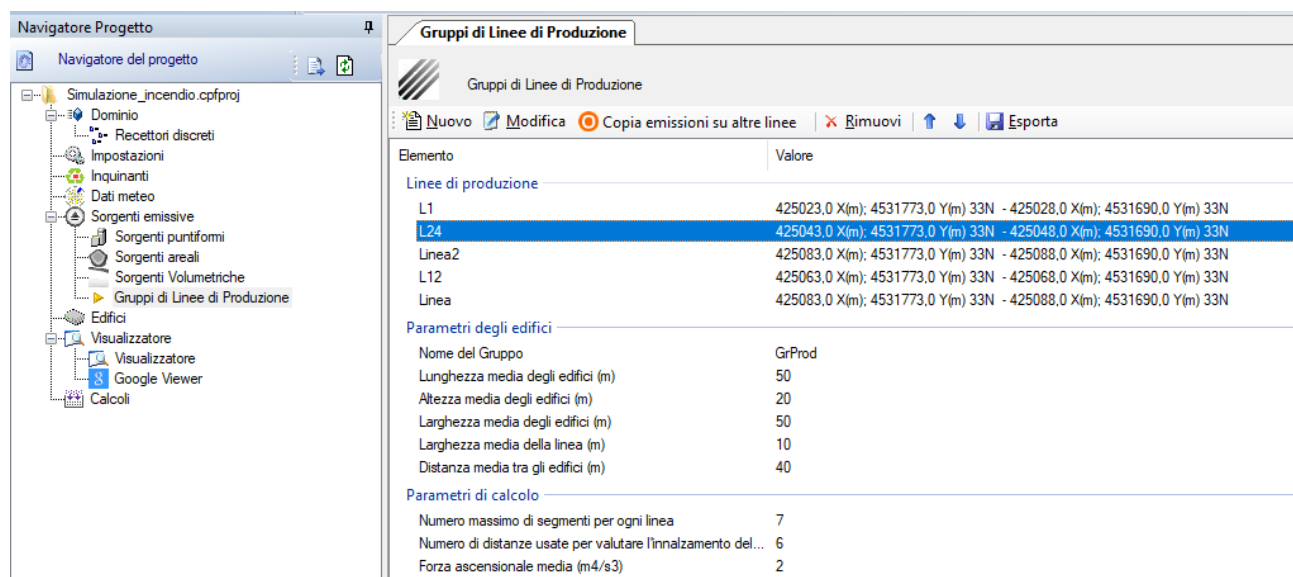 Navigatore Progetto
Navigatore del progetto
Simulazione_incendio.cpfproj
Dominio
Recettori discreti
Impostazioni
Inquinanti
Dati meteo
Sorgenti emissive
Sorgenti puntiformi
Sorgenti areali
Sorgenti Volumetriche
Gruppi di Linee di Produzione
Edifici
Visualizzatore
Visualizzatore
Google Viewer
Calcoli
Gruppi di Linee di Produzione
Gruppi di Linee di Produzione
Nuovo Modifica Copia emissioni su altre linee Rimuovi Esporta
Elemento Valore
Linee di produzione
L1 425023,0 X(m); 4531773,0 Y(m) 33N - 425028,0 X(m); 4531690,0 Y(m) 33N
L24 425043,0 X(m); 4531773,0 Y(m) 33N - 425048,0 X(m); 4531690,0 Y(m) 33N
Linea2 425083,0 X(m); 4531773,0 Y(m) 33N - 425088,0 X(m); 4531690,0 Y(m) 33N
L12 425063,0 X(m); 4531773,0 Y(m) 33N - 425068,0 X(m); 4531690,0 Y(m) 33N
Linea 425083,0 X(m); 4531773,0 Y(m) 33N - 425088,0 X(m); 4531690,0 Y(m) 33N
Parametri degli edifici
Nome del Gruppo GrProd
Lunghezza media degli edifici (m) 50
Altezza media degli edifici (m) 20
Larghezza media degli edifici (m) 50
Larghezza media della linea (m) 10
Distanza media tra gli edifici (m) 40
Parametri di calcolo
Numero massimo di segmenti per ogni linea 7
Numero di distanze usate per valutare l'innalzamento del... 6
Forza ascensionale media (m4/s3) 2